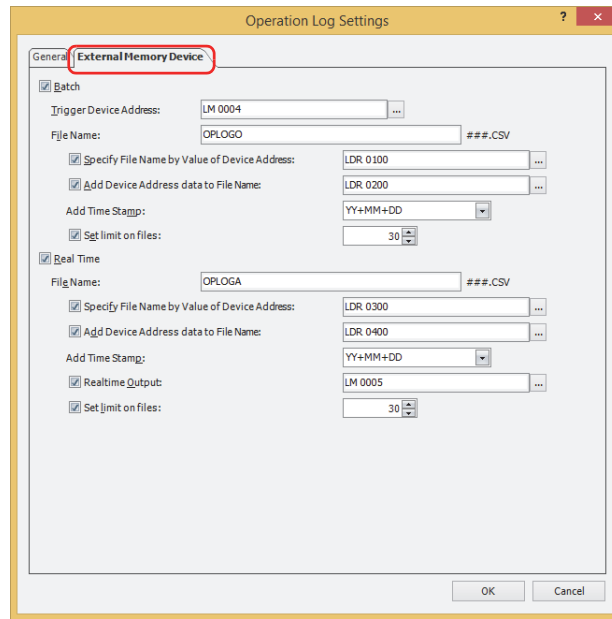 Operation Log Settings
? ×
General External Memory Device
Batch
Trigger Device Address: LM 0004 ...
File Name: OPLOGO ###.CSV
Specify File Name by Value of Device Address: LDR 0100 ...
Add Device Address data to File Name: LDR 0200 ...
Add Time Stamp: YY+MM+DD
Set limit on files: 30
Real Time
File Name: OPLOGA ###.CSV
Specify File Name by Value of Device Address: LDR 0300 ...
Add Device Address data to File Name: LDR 0400 ...
Add Time Stamp: YY+MM+DD
Realtime Output: LM 0005 ...
Set limit on files: 30
OK Cancel